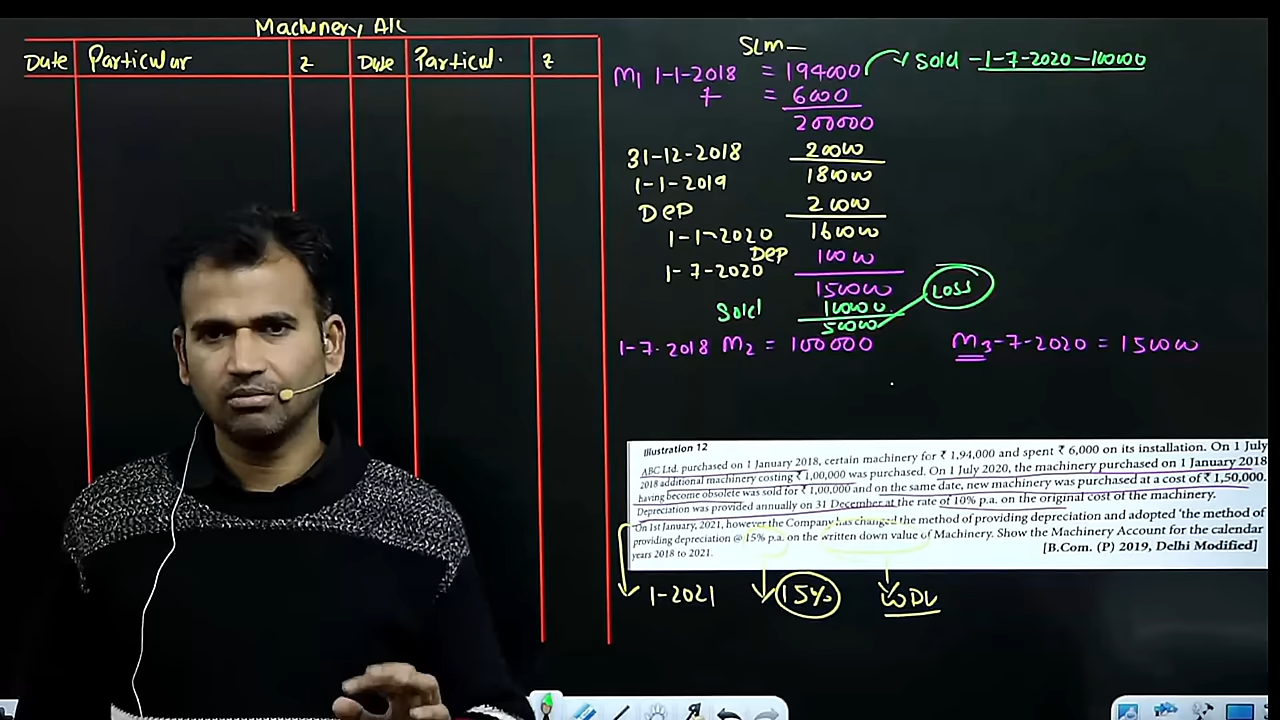 Machinery A/C
Date Particular ₹ Date Particul. ₹
SLM —
M1 1-1-2018 = 194000 → Sold - 1-7-2020 - 100000
+ = 6000
200000
31-12-2018 20000
1-1-2019 180000
DEP 20000
1-1-2020 160000
DEP 10000
1-7-2020 150000
Sold 100000
50000 LOSS
1-7-2018 M2 = 100000
M3-7-2020 = 150000
Illustration 12
ABC Ltd. purchased on 1 January 2018, certain machinery for ₹ 1,94,000 and spent ₹ 6,000 on its installation. On 1 July
2018 additional machinery costing ₹ 1,00,000 was purchased. On 1 July 2020, the machinery purchased on 1 January 2018
having become obsolete was sold for ₹ 1,00,000 and on the same date, new machinery was purchased at a cost of ₹ 1,50,000.
Depreciation was provided annually on 31 December at the rate of 10% p.a. on the original cost of the machinery.
On 1st January, 2021, however the Company has changed the method of providing depreciation and adopted 'the method of
providing depreciation @ 15% p.a. on the written down value of Machinery. Show the Machinery Account for the calendar
years 2018 to 2021.
[B.Com. (P) 2019, Delhi Modified]
1-2021 15% WDV